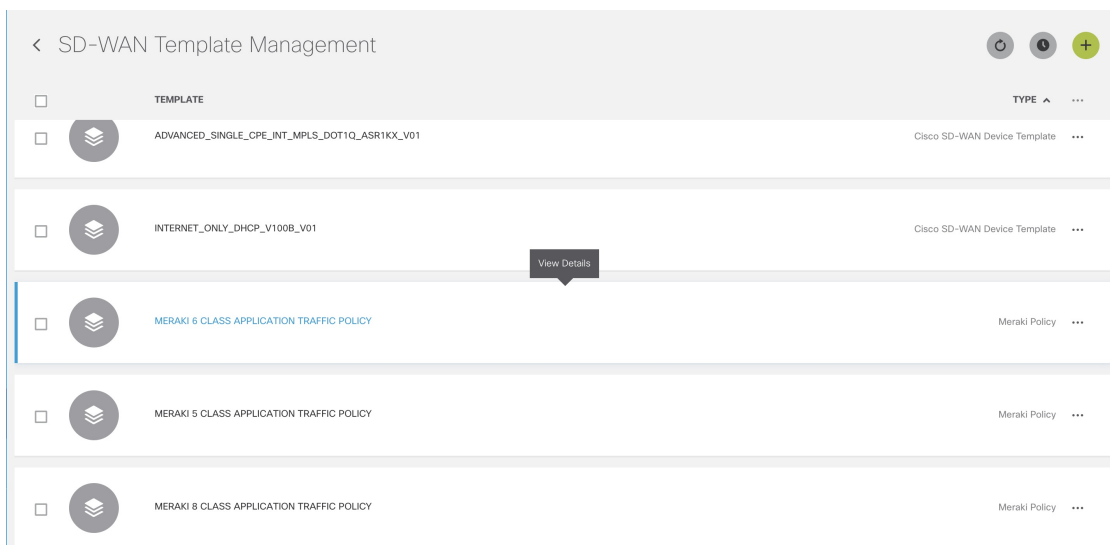 SD-WAN Template Management
TEMPLATE TYPE
ADVANCED_SINGLE_CPE_INT_MPLS_DOT1Q_ASR1KX_V01 Cisco SD-WAN Device Template
INTERNET_ONLY_DHCP_V100B_V01 Cisco SD-WAN Device Template
View Details
MERAKI 6 CLASS APPLICATION TRAFFIC POLICY Meraki Policy
MERAKI 5 CLASS APPLICATION TRAFFIC POLICY Meraki Policy
MERAKI 8 CLASS APPLICATION TRAFFIC POLICY Meraki Policy